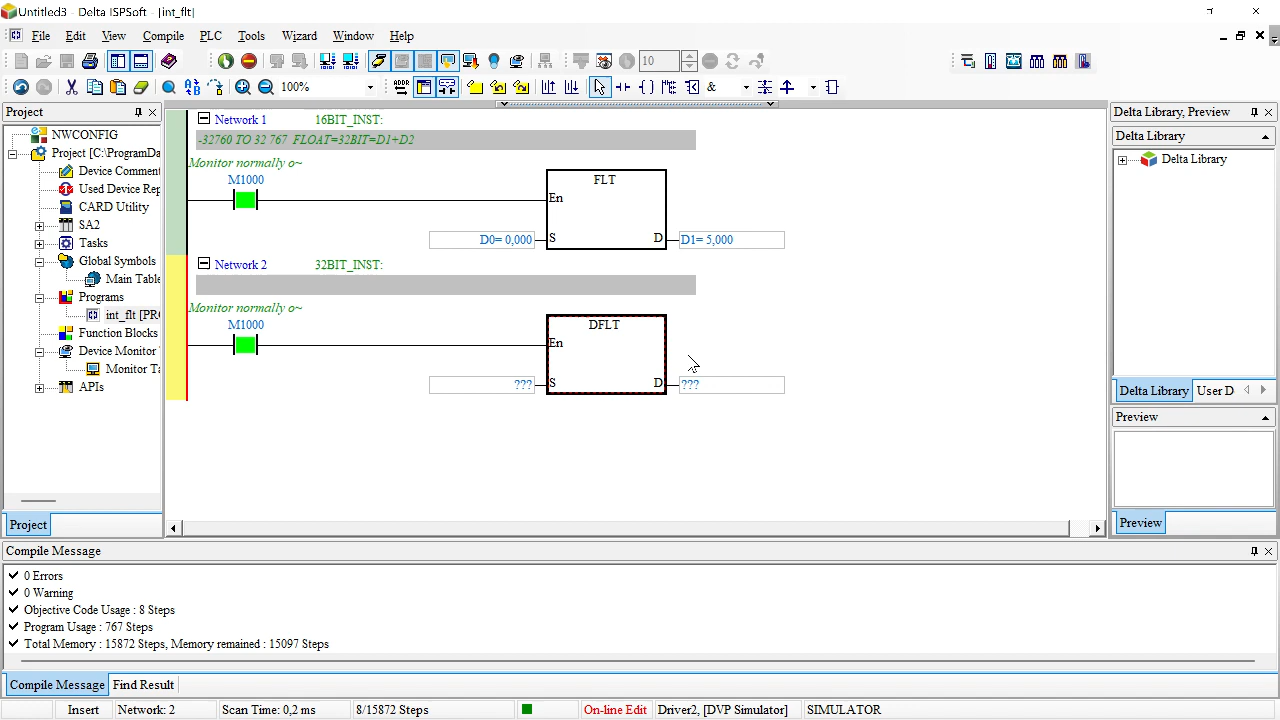 Untitled3 - Delta ISPSoft - [int_flt]
File Edit View Compile PLC Tools Wizard Window Help
10
100%
&
Project
NWCONFIG
Project [C:\ProgramDa
Device Comment
Used Device Rep
CARD Utility
SA2
Tasks
Global Symbols
Main Table
Programs
int_flt [PRO
Function Blocks
Device Monitor
Monitor Ta
APIs
Project
Network 1 16BIT_INST:
-32760 TO 32 767 FLOAT=32BIT=D1+D2
Monitor normally o~
M1000
FLT
En
D0= 0,000 S D D1= 5,000
Network 2 32BIT_INST:
Monitor normally o~
M1000
DFLT
En
??? S D ???
Delta Library, Preview
Delta Library
Delta Library
Delta Library User D
Preview
Preview
Compile Message
0 Errors
0 Warning
Objective Code Usage : 8 Steps
Program Usage : 767 Steps
Total Memory : 15872 Steps, Memory remained : 15097 Steps
Compile Message Find Result
Insert Network: 2 Scan Time: 0,2 ms 8/15872 Steps On-line Edit Driver2, [DVP Simulator] SIMULATOR